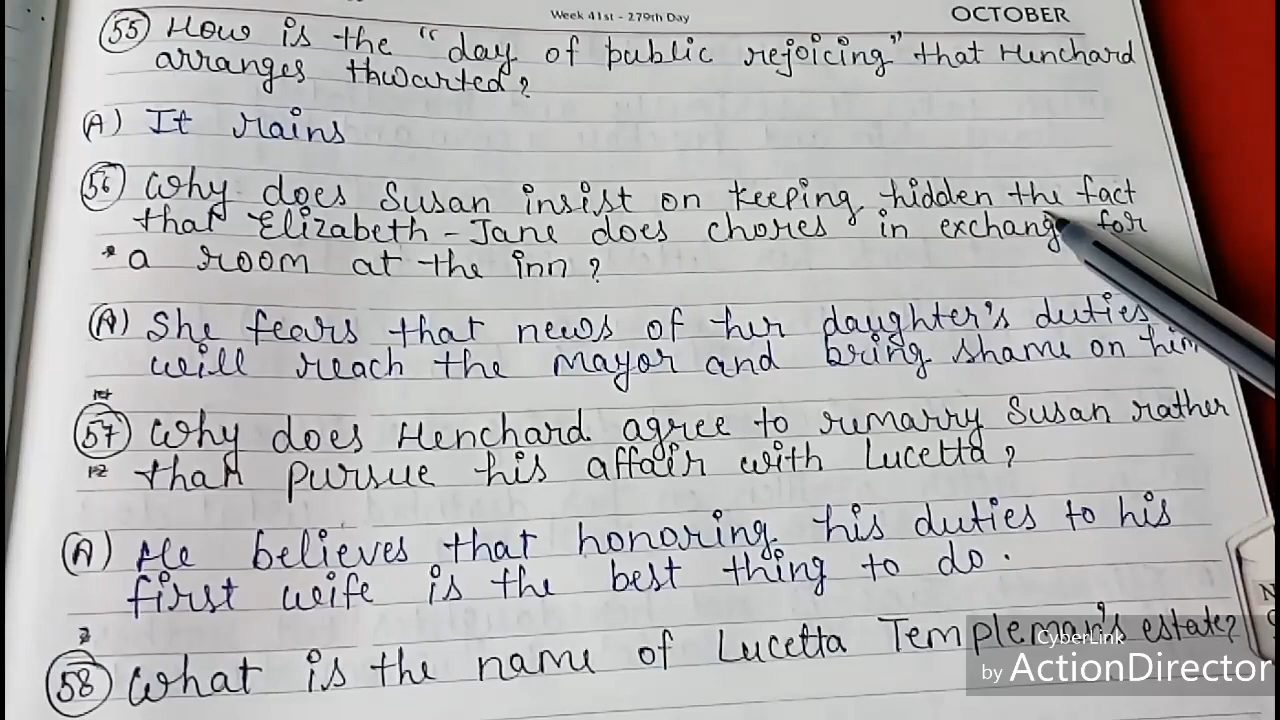 Week 41st - 279th Day
OCTOBER
55 How is the "day of public rejoicing" that Henchard
arranges thwarted?
(A) It rains
56 Why does Susan insist on keeping hidden the fact
that Elizabeth-Jane does chores in exchange for
* a room at the inn?
(A) She fears that news of her daughter's duties
will reach the mayor and bring shame on him
57 Why does Henchard agree to remarry Susan rather
than pursue his affair with Lucetta?
(A) He believes that honoring his duties to his
first wife is the best thing to do.
58 What is the name of Lucetta Templeman's estate?
CyberLink
by ActionDirector